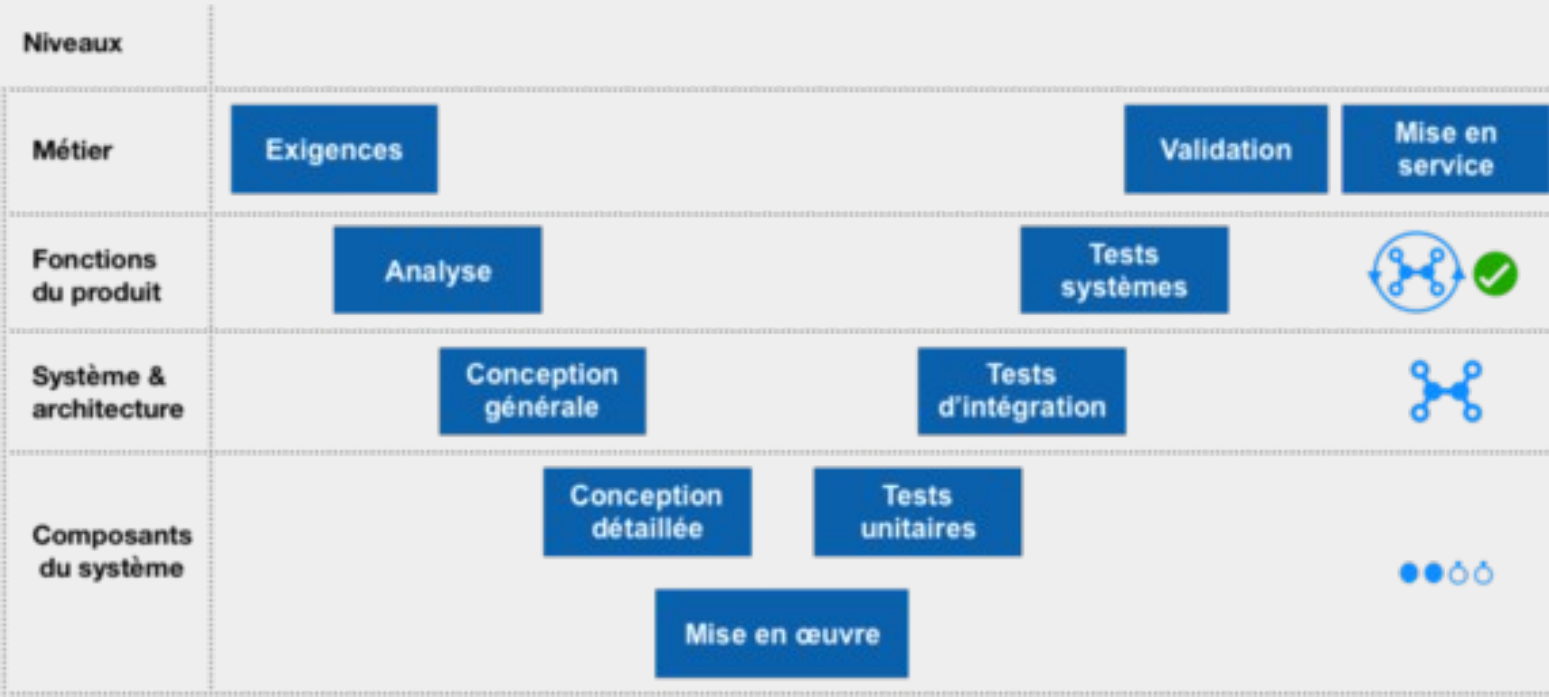 Niveaux
Métier
Exigences
Validation
Mise en
service
Fonctions
du produit
Analyse
Tests
systèmes
Système &
architecture
Conception
générale
Tests
d'intégration
Composants
du système
Conception
détaillée
Tests
unitaires
Mise en œuvre